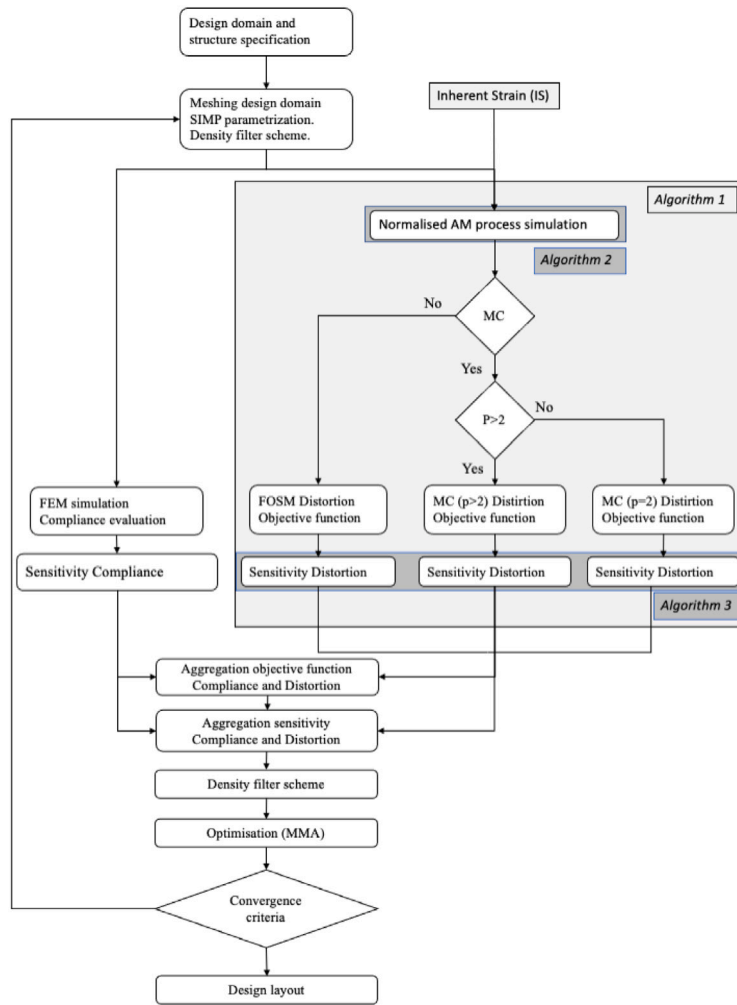 Design domain and
structure specification
Meshing design domain
SIMP parametrization.
Density filter scheme.
Inherent Strain (IS)
Algorithm 1
Normalised AM process simulation
Algorithm 2
No
MC
Yes
P>2
No
Yes
FEM simulation
Compliance evaluation
FOSM Distortion
Objective function
MC (p>2) Distirtion
Objective function
MC (p=2) Distirtion
Objective function
Sensitivity Compliance
Sensitivity Distortion
Sensitivity Distortion
Sensitivity Distortion
Algorithm 3
Aggregation objective function
Compliance and Distortion
Aggregation sensitivity
Compliance and Distortion
Density filter scheme
Optimisation (MMA)
Convergence
criteria
Design layout